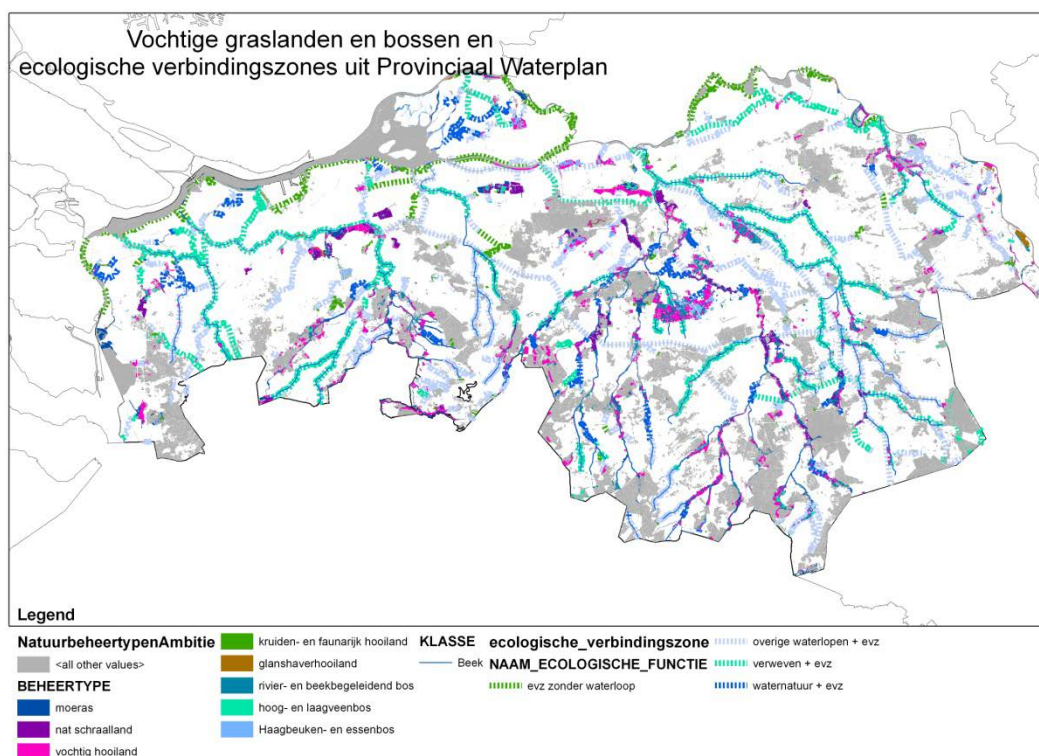 Vochtige graslanden en bossen en
ecologische verbindingszones uit Provinciaal Waterplan
Legend
NatuurbeheertypenAmbitie
<all other values>
BEHEERTYPE
moeras
nat schraalland
vochtig hooiland
kruiden- en faunarijk hooiland
glanshaverhooiland
rivier- en beekbegeleidend bos
hoog- en laagveenbos
Haagbeuken- en essenbos
KLASSE
Beek
ecologische_verbindingszone
NAAM_ECOLOGISCHE_FUNCTIE
evz zonder waterloop
overige waterlopen + evz
verweven + evz
waternatuur + evz